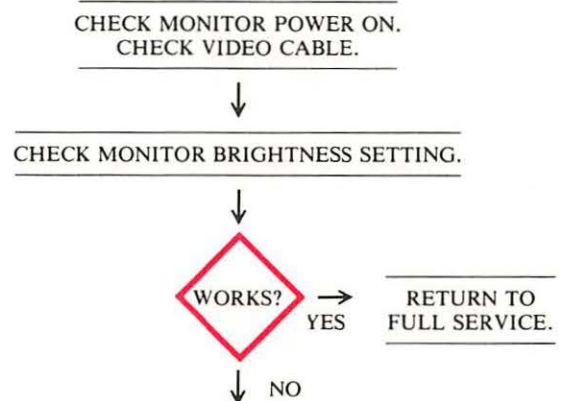 CHECK MONITOR POWER ON.
CHECK VIDEO CABLE.
CHECK MONITOR BRIGHTNESS SETTING.
WORKS?
YES
RETURN TO
FULL SERVICE.
NO